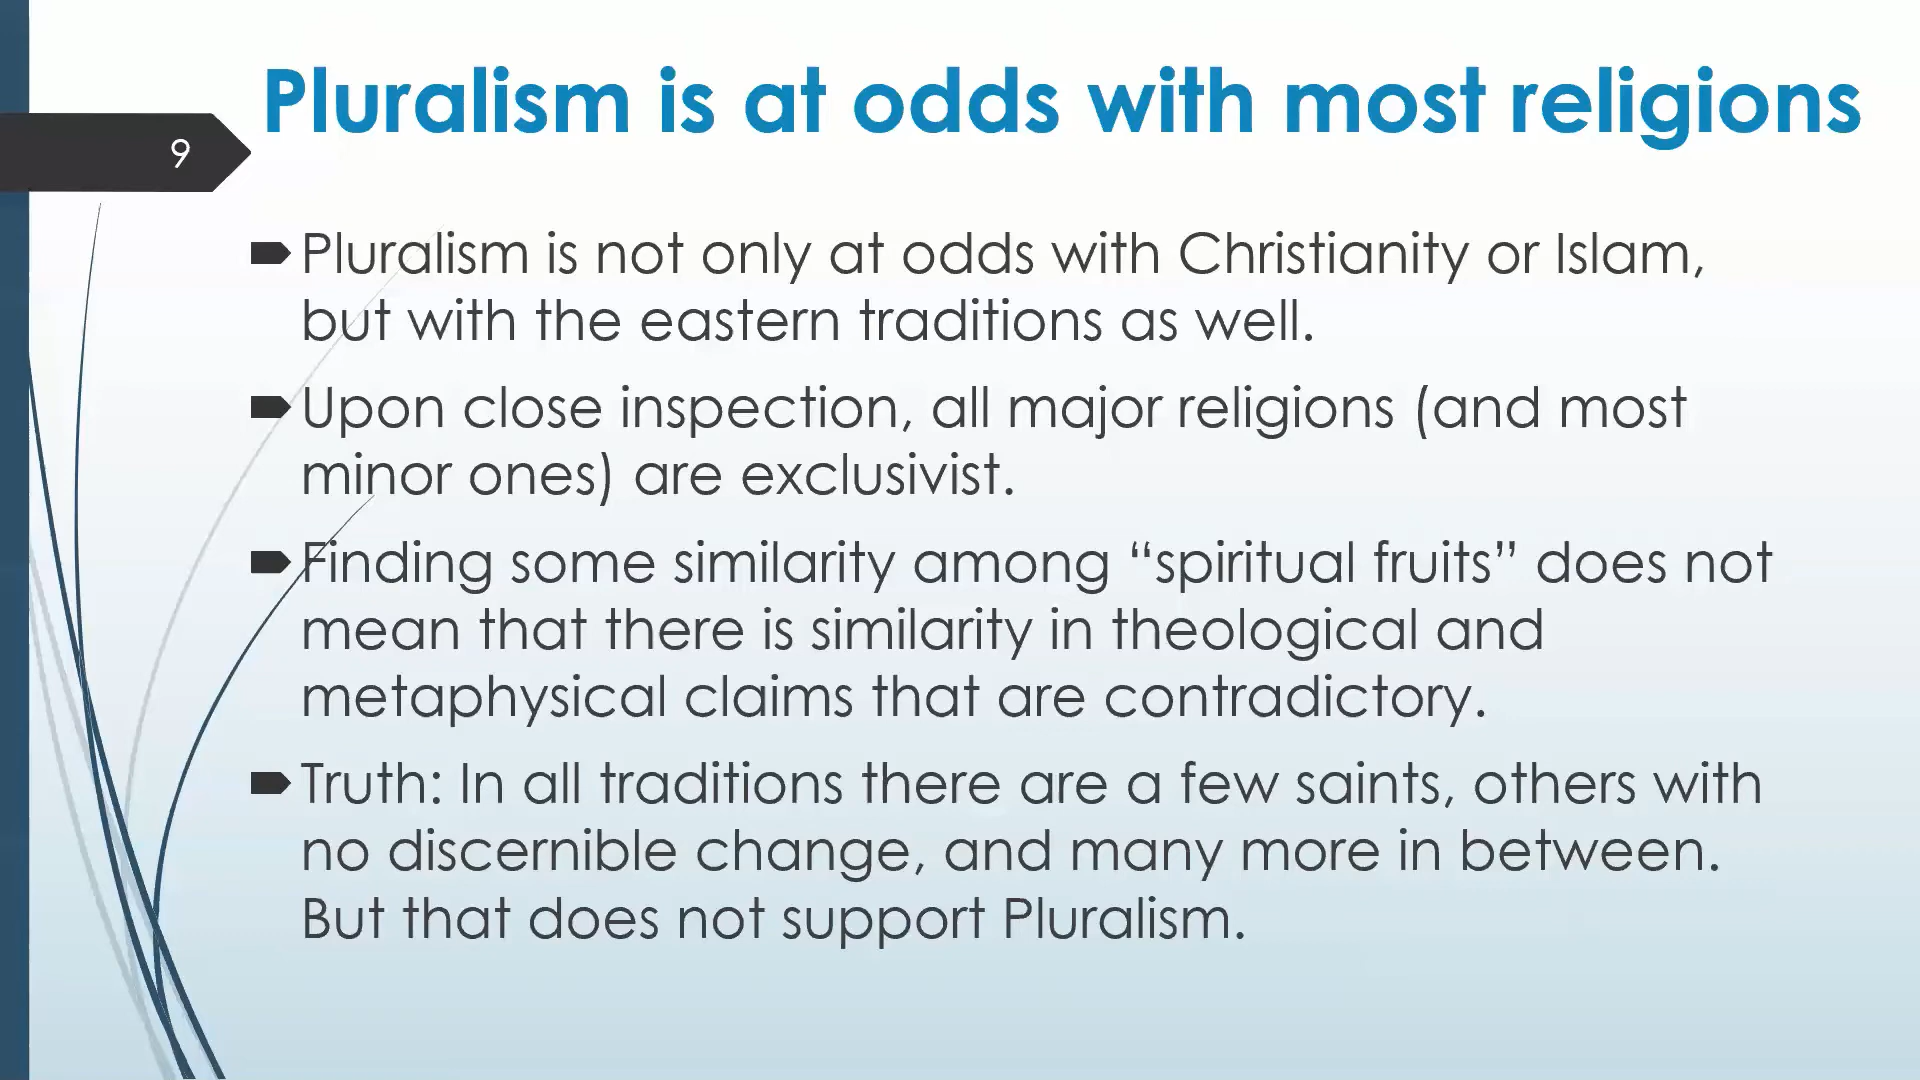 Pluralism is at odds with most religions
9
Pluralism is not only at odds with Christianity or Islam,
but with the eastern traditions as well.
Upon close inspection, all major religions (and most
minor ones) are exclusivist.
Finding some similarity among “spiritual fruits” does not
mean that there is similarity in theological and
metaphysical claims that are contradictory.
Truth: In all traditions there are a few saints, others with
no discernible change, and many more in between.
But that does not support Pluralism.